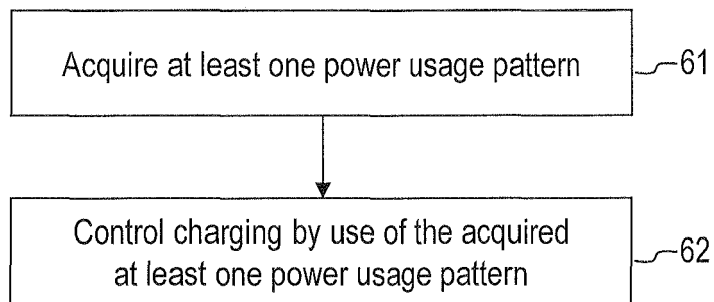 Acquire at least one power usage pattern
61
Control charging by use of the acquired
at least one power usage pattern
62